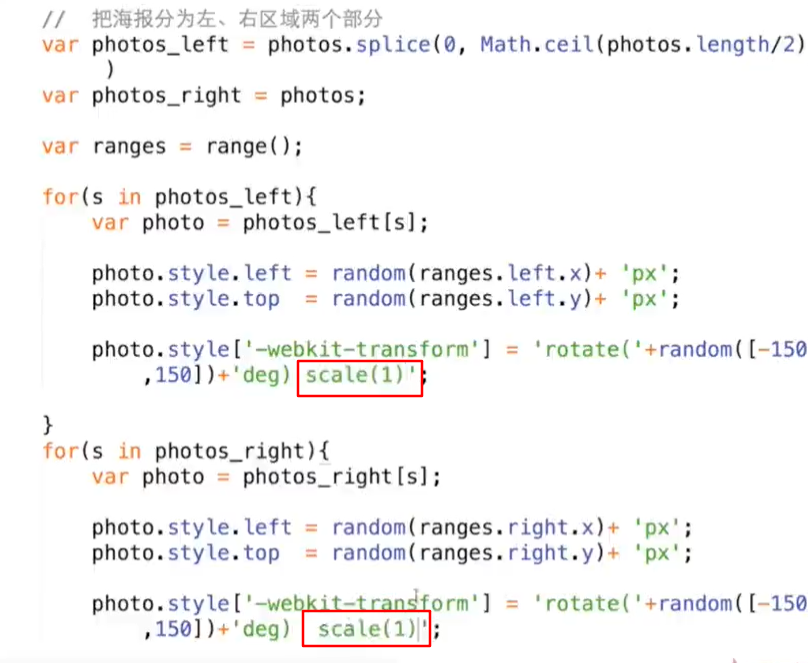 // 把海报分为左、右区域两个部分
var photos_left = photos.splice(0, Math.ceil(photos.length/2)
)
var photos_right = photos;
var ranges = range();
for(s in photos_left){
var photo = photos_left[s];
photo.style.left = random(ranges.left.x)+ 'px';
photo.style.top  = random(ranges.left.y)+ 'px';
photo.style['-webkit-transform'] = 'rotate('+random([-150
,150])+'deg) scale(1)';
}
for(s in photos_right){
var photo = photos_right[s];
photo.style.left = random(ranges.right.x)+ 'px';
photo.style.top  = random(ranges.right.y)+ 'px';
photo.style['-webkit-transform'] = 'rotate('+random([-150
,150])+'deg)  scale(1)';